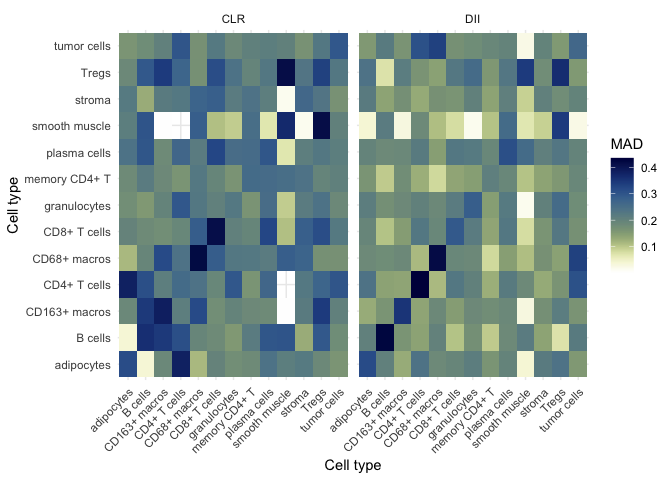 CLR
DII
Cell type
tumor cells
Tregs
stroma
smooth muscle
plasma cells
memory CD4+ T
granulocytes
CD8+ T cells
CD68+ macros
CD4+ T cells
CD163+ macros
B cells
adipocytes
adipocytes
B cells
CD163+ macros
CD4+ T cells
CD68+ macros
CD8+ T cells
granulocytes
memory CD4+ T
plasma cells
smooth muscle
stroma
Tregs
tumor cells
adipocytes
B cells
CD163+ macros
CD4+ T cells
CD68+ macros
CD8+ T cells
granulocytes
memory CD4+ T
plasma cells
smooth muscle
stroma
Tregs
tumor cells
Cell type
MAD
0.4
0.3
0.2
0.1